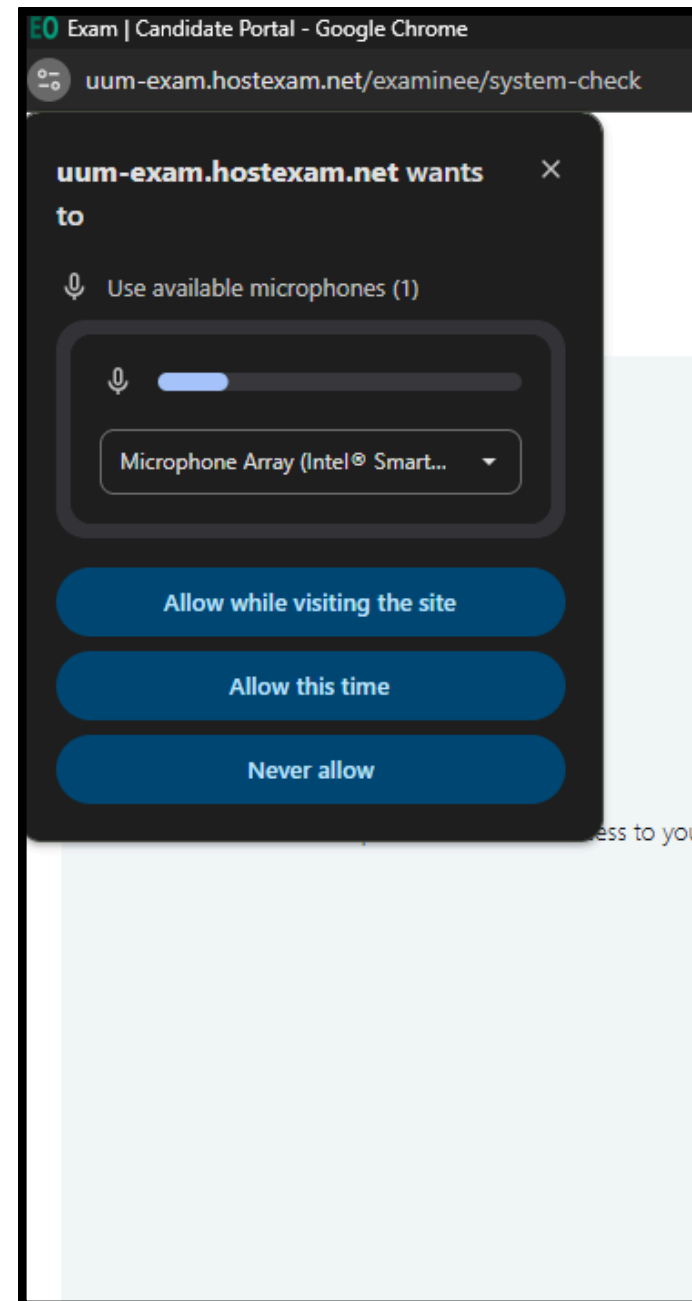 EO Exam | Candidate Portal - Google Chrome
uum-exam.hostexam.net/examinee/system-check
uum-exam.hostexam.net wants
to
Use available microphones (1)
Microphone Array (Intel® Smart...
Allow while visiting the site
Allow this time
Never allow
to you